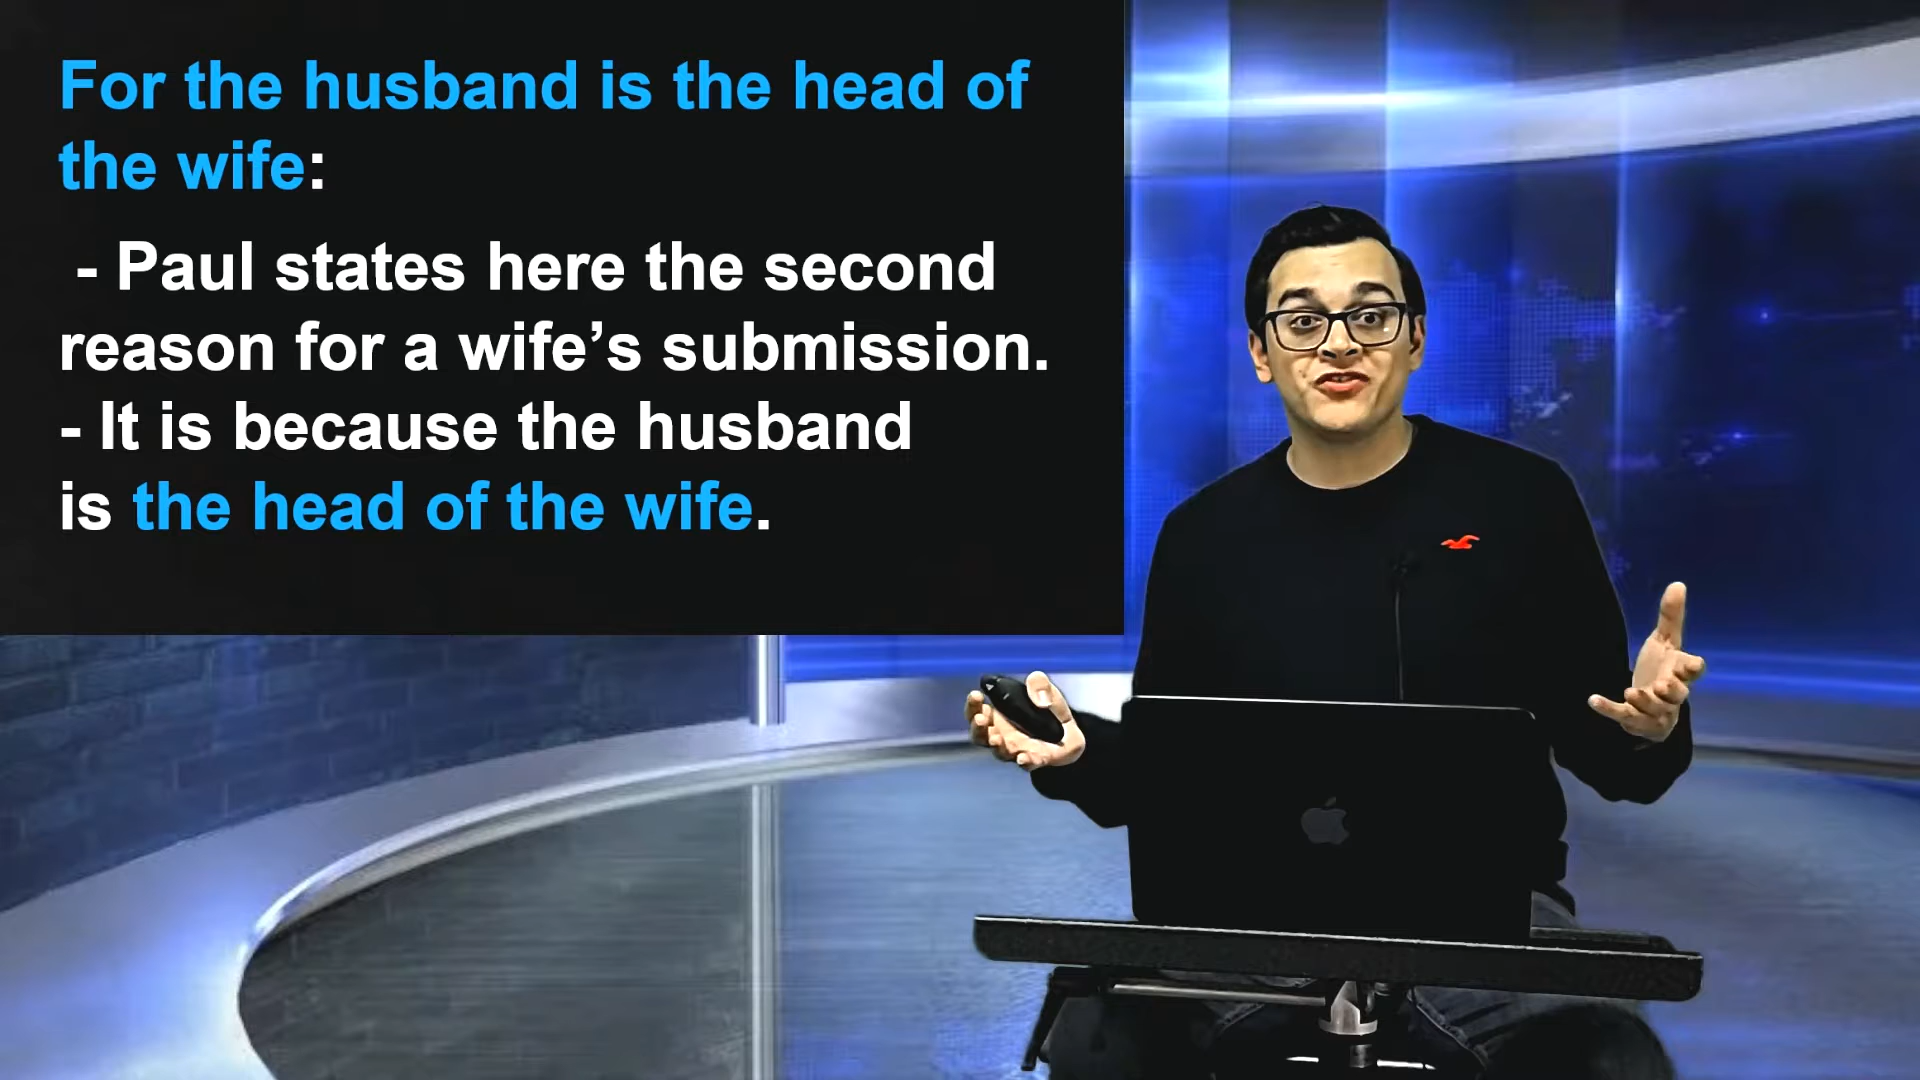 For the husband is the head of
the wife:
- Paul states here the second
reason for a wife’s submission.
- It is because the husband
is the head of the wife.